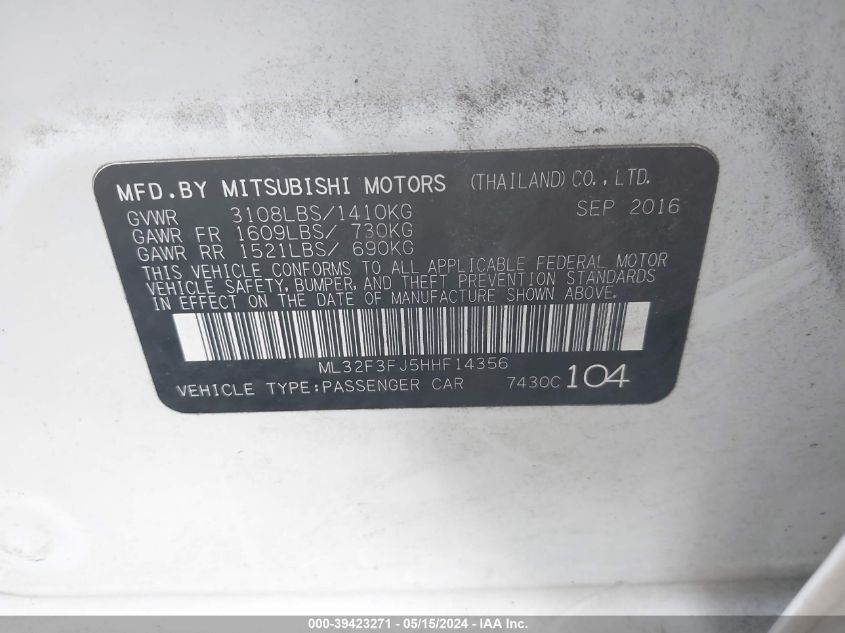 MFD.BY MITSUBISHI MOTORS (THAILAND)CO.,LTD.
GVWR 3108LBS/1410KG SEP 2016
GAWR FR 1609LBS/ 730KG
GAWR RR 1521LBS/ 690KG
THIS VEHICLE CONFORMS TO ALL APPLICABLE FEDERAL MOTOR
VEHICLE SAFETY, BUMPER, AND THEFT PREVENTION STANDARDS
IN EFFECT ON THE DATE OF MANUFACTURE SHOWN ABOVE.
ML32F3FJ5HHF14356
VEHICLE TYPE:PASSENGER CAR 7430C 104
000-39423271 - 05/15/2024 - IAA Inc.